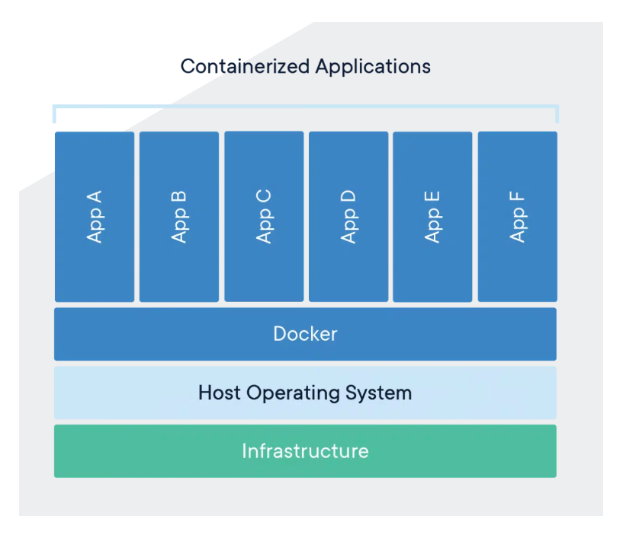 Containerized Applications
App A
App B
App C
App D
App E
App F
Docker
Host Operating System
Infrastructure